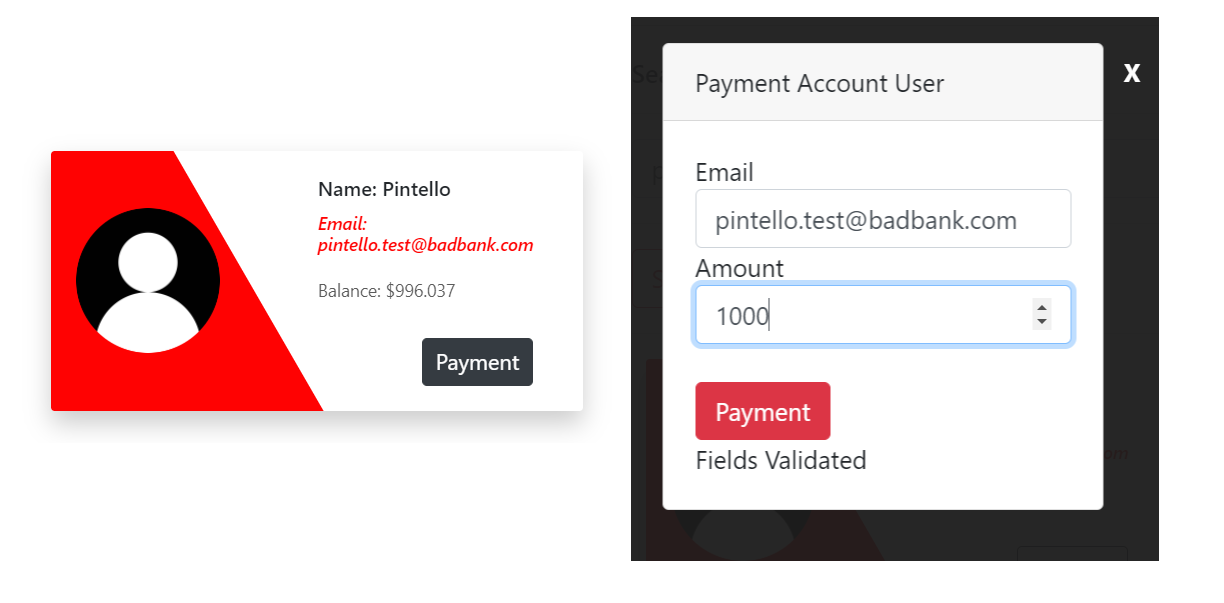 Name: Pintello
Email:
pintello.test@badbank.com
Balance: $996.037
Payment
X
Payment Account User
Email
pintello.test@badbank.com
Amount
1000
Payment
Fields Validated